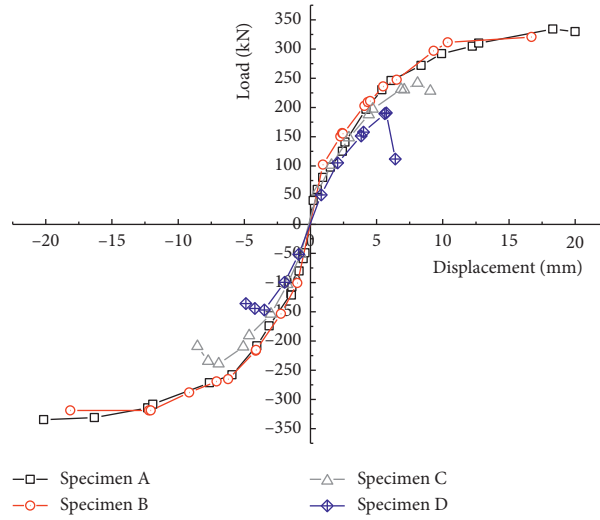 350
300
250
200
150
100
50
0
–50
–100
–150
–200
–250
–300
–350
Load (kN)
–20 –15 –10 –5 0 5 10 15 20
Displacement (mm)
Specimen A
Specimen B
Specimen C
Specimen D